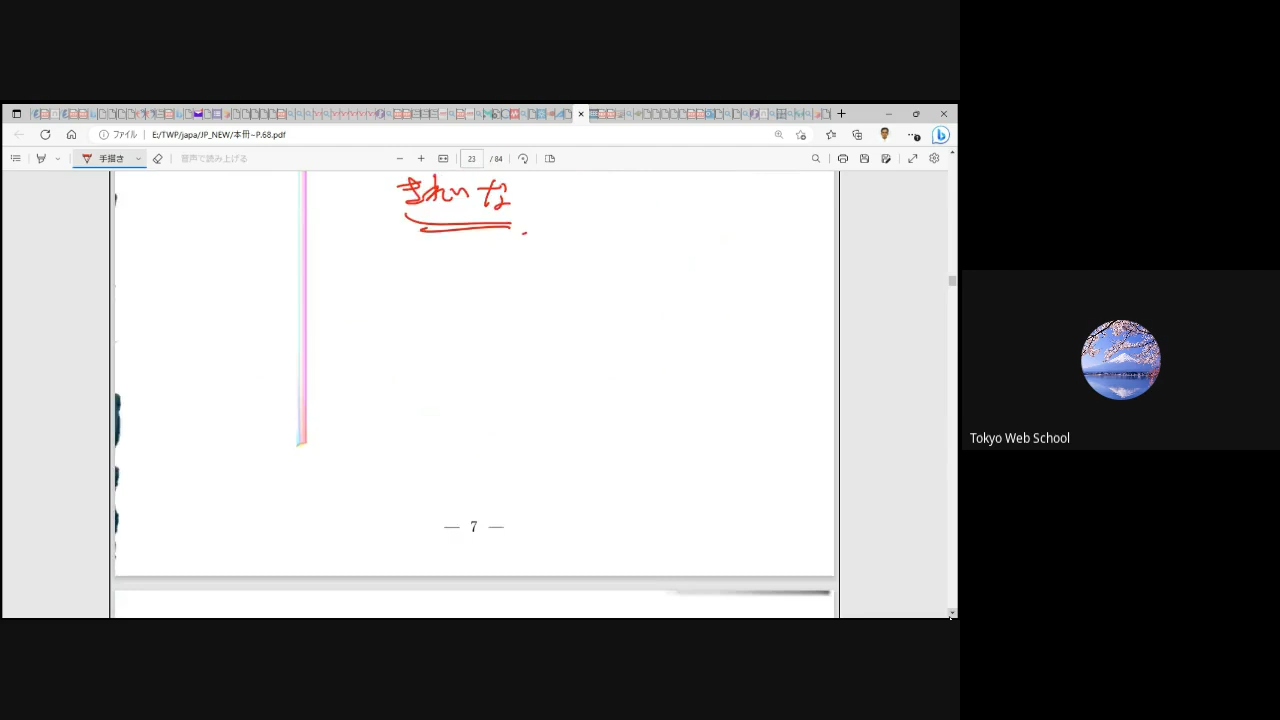 ファイル | E:/TWP/japa/JP_NEW/本冊~P.68.pdf
手描き
音声で読み上げる
23 / 84
きれいな
— 7 —
Tokyo Web School